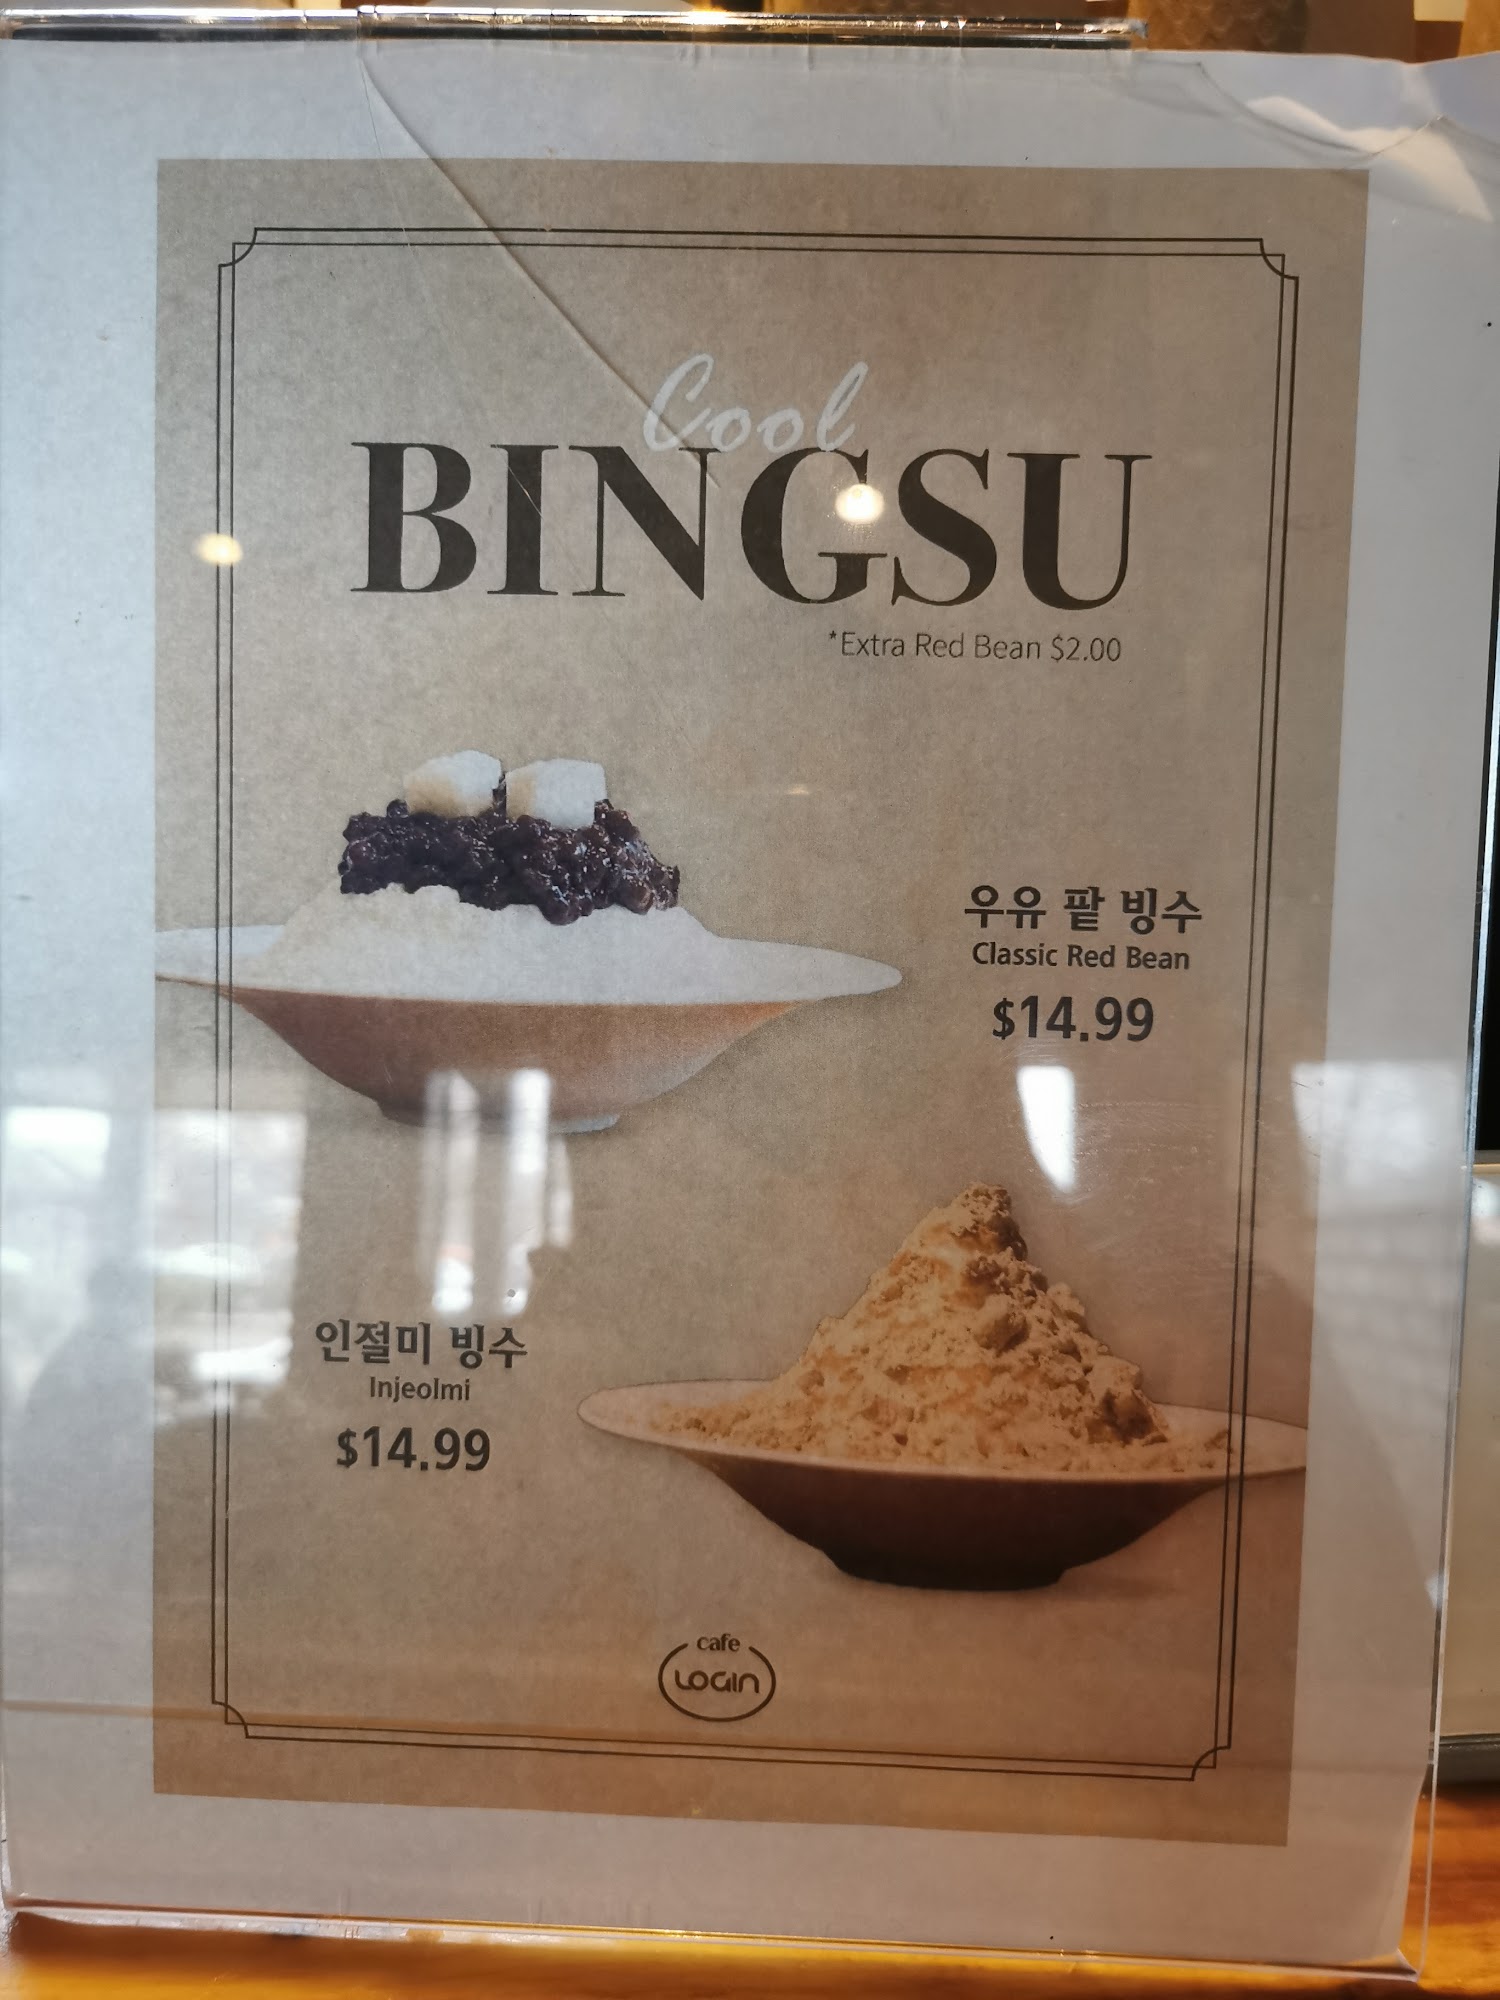 Cool
BINGSU
*Extra Red Bean $2.00
우유 팥 빙수
Classic Red Bean
$14.99
인절미 빙수
Injeolmi
$14.99
cafe
LOGIN